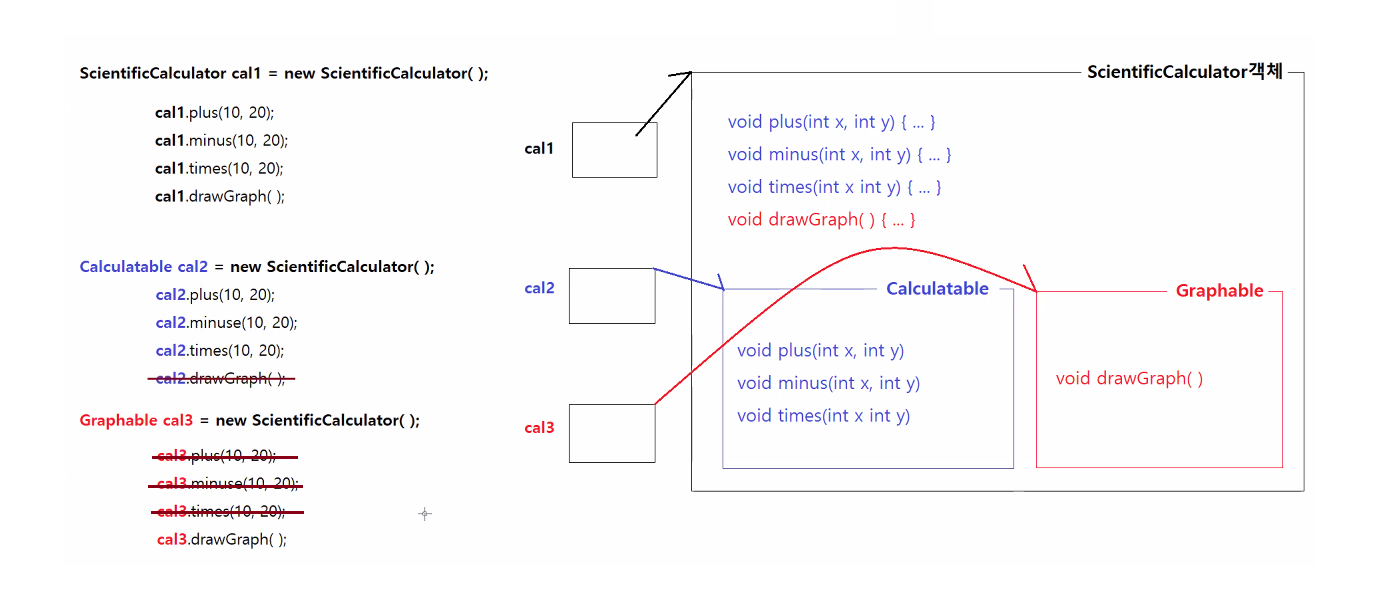 ScientificCalculator cal1 = new ScientificCalculator( );
cal1.plus(10, 20);
cal1.minus(10, 20);
cal1.times(10, 20);
cal1.drawGraph( );
Calculatable cal2 = new ScientificCalculator( );
cal2.plus(10, 20);
cal2.minuse(10, 20);
cal2.times(10, 20);
cal2.drawGraph( );
Graphable cal3 = new ScientificCalculator( );
cal3.plus(10, 20);
cal3.minuse(10, 20);
cal3.times(10, 20);
cal3.drawGraph( );
cal1
cal2
cal3
ScientificCalculator객체
void plus(int x, int y) { ... }
void minus(int x, int y) { ... }
void times(int x int y) { ... }
void drawGraph( ) { ... }
Calculatable
void plus(int x, int y)
void minus(int x, int y)
void times(int x int y)
Graphable
void drawGraph( )